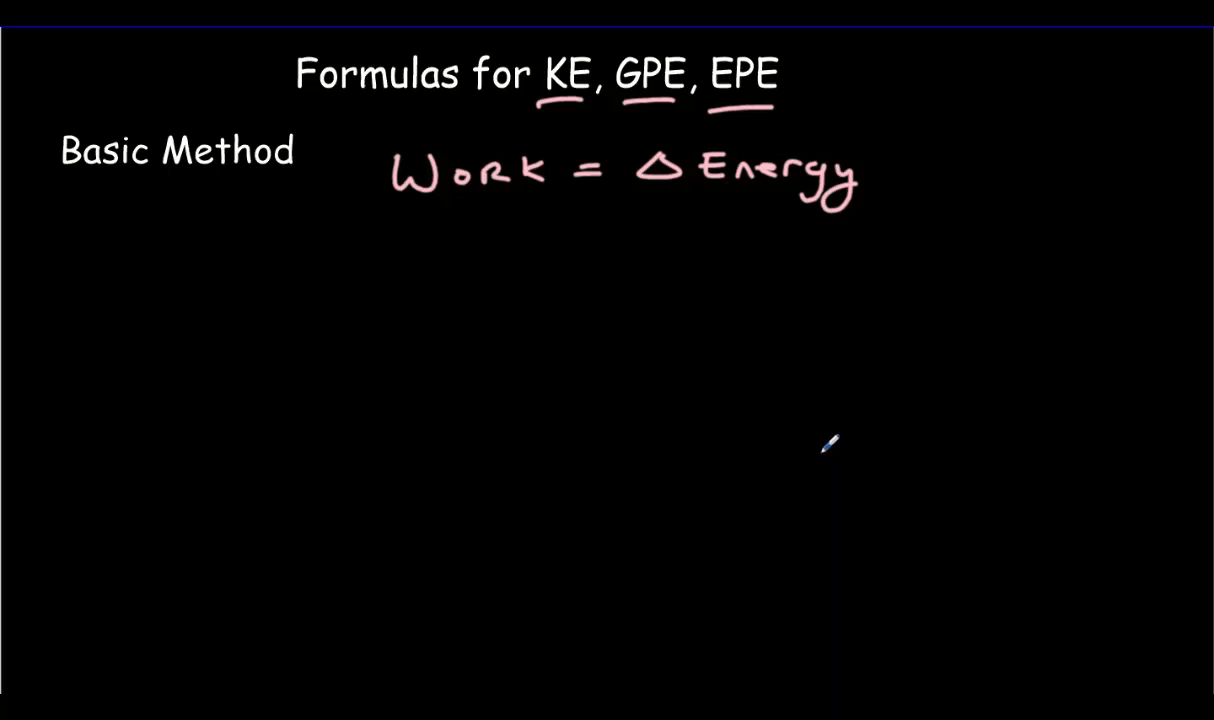 Formulas for KE, GPE, EPE
Basic Method
Work = Δ Energy